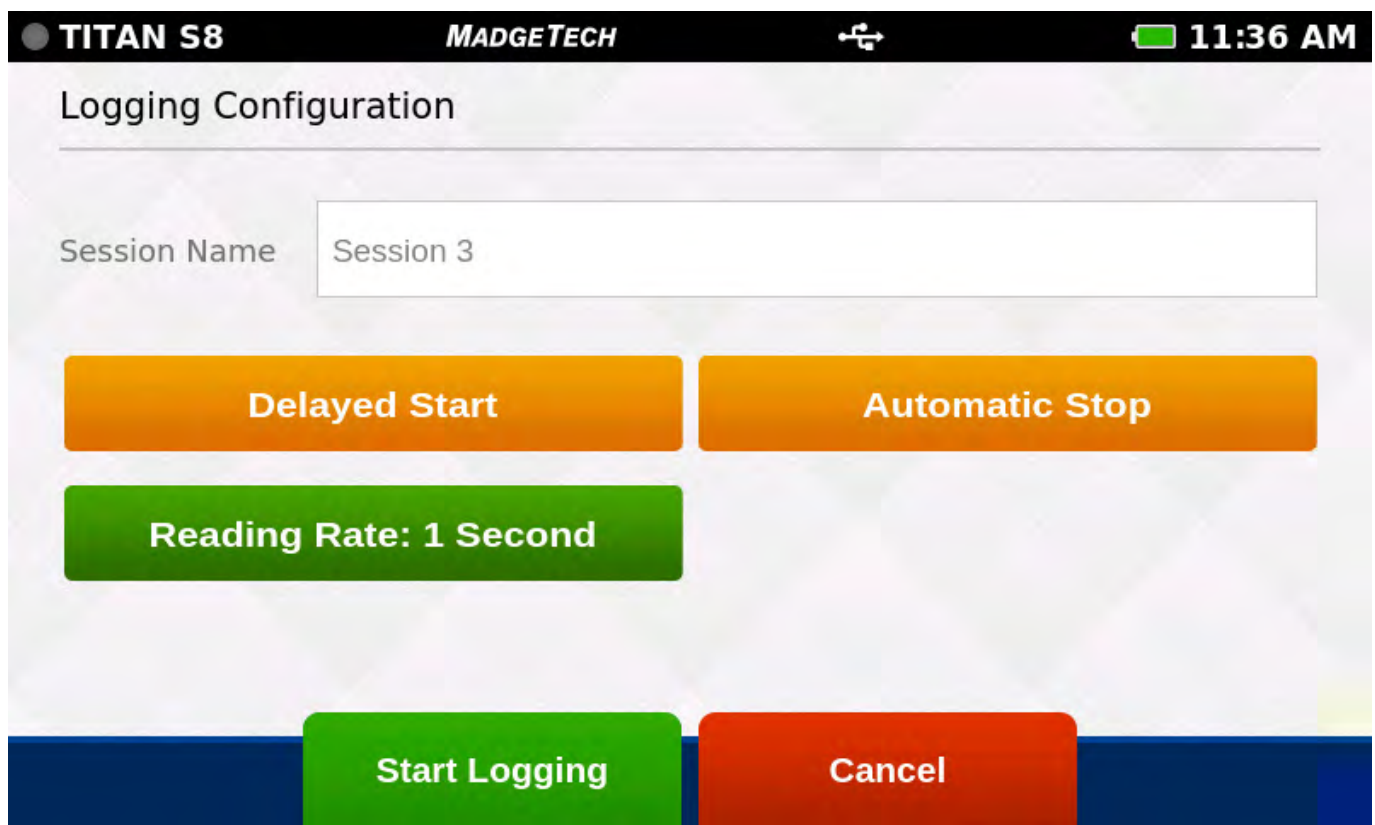 TITAN S8 MADGETECH 11:36 AM
Logging Configuration
Session Name Session 3
Delayed Start Automatic Stop
Reading Rate: 1 Second
Start Logging Cancel